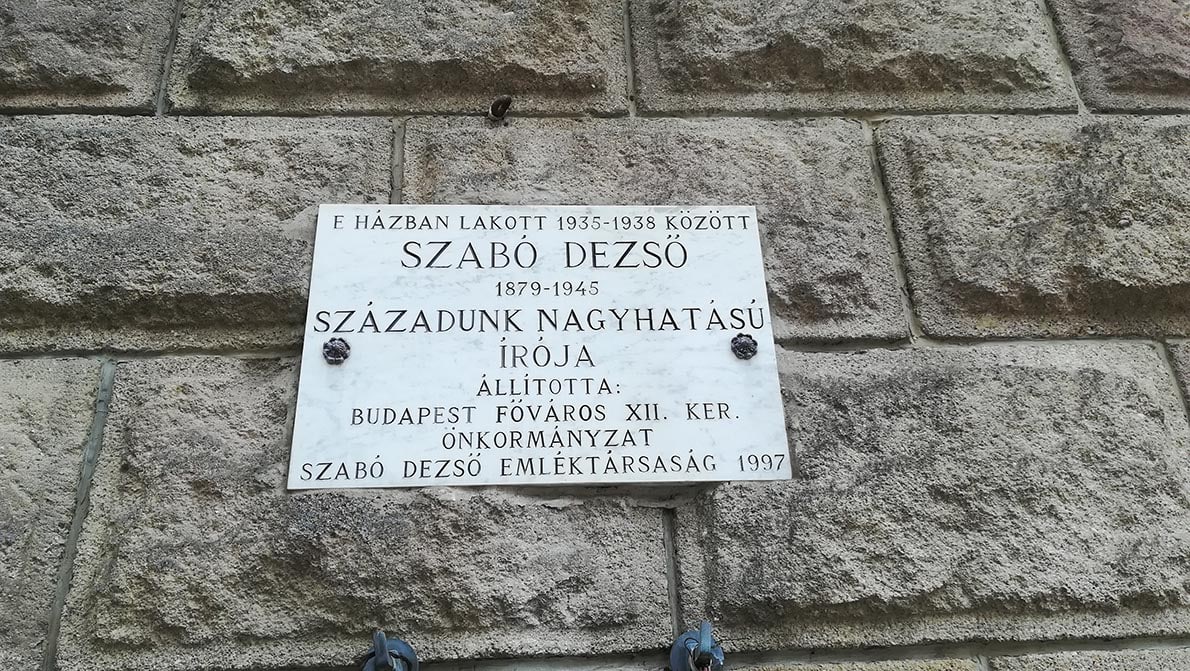 E HÁZBAN LAKOTT 1935-1938 KÖZÖTT
SZABÓ DEZSŐ
1879-1945
SZÁZADUNK NAGYHATÁSÚ
ÍRÓJA
ÁLLÍTOTTA:
BUDAPEST FŐVÁROS XII. KER.
ÖNKORMÁNYZAT
SZABÓ DEZSŐ EMLÉKTÁRSASÁG 1997